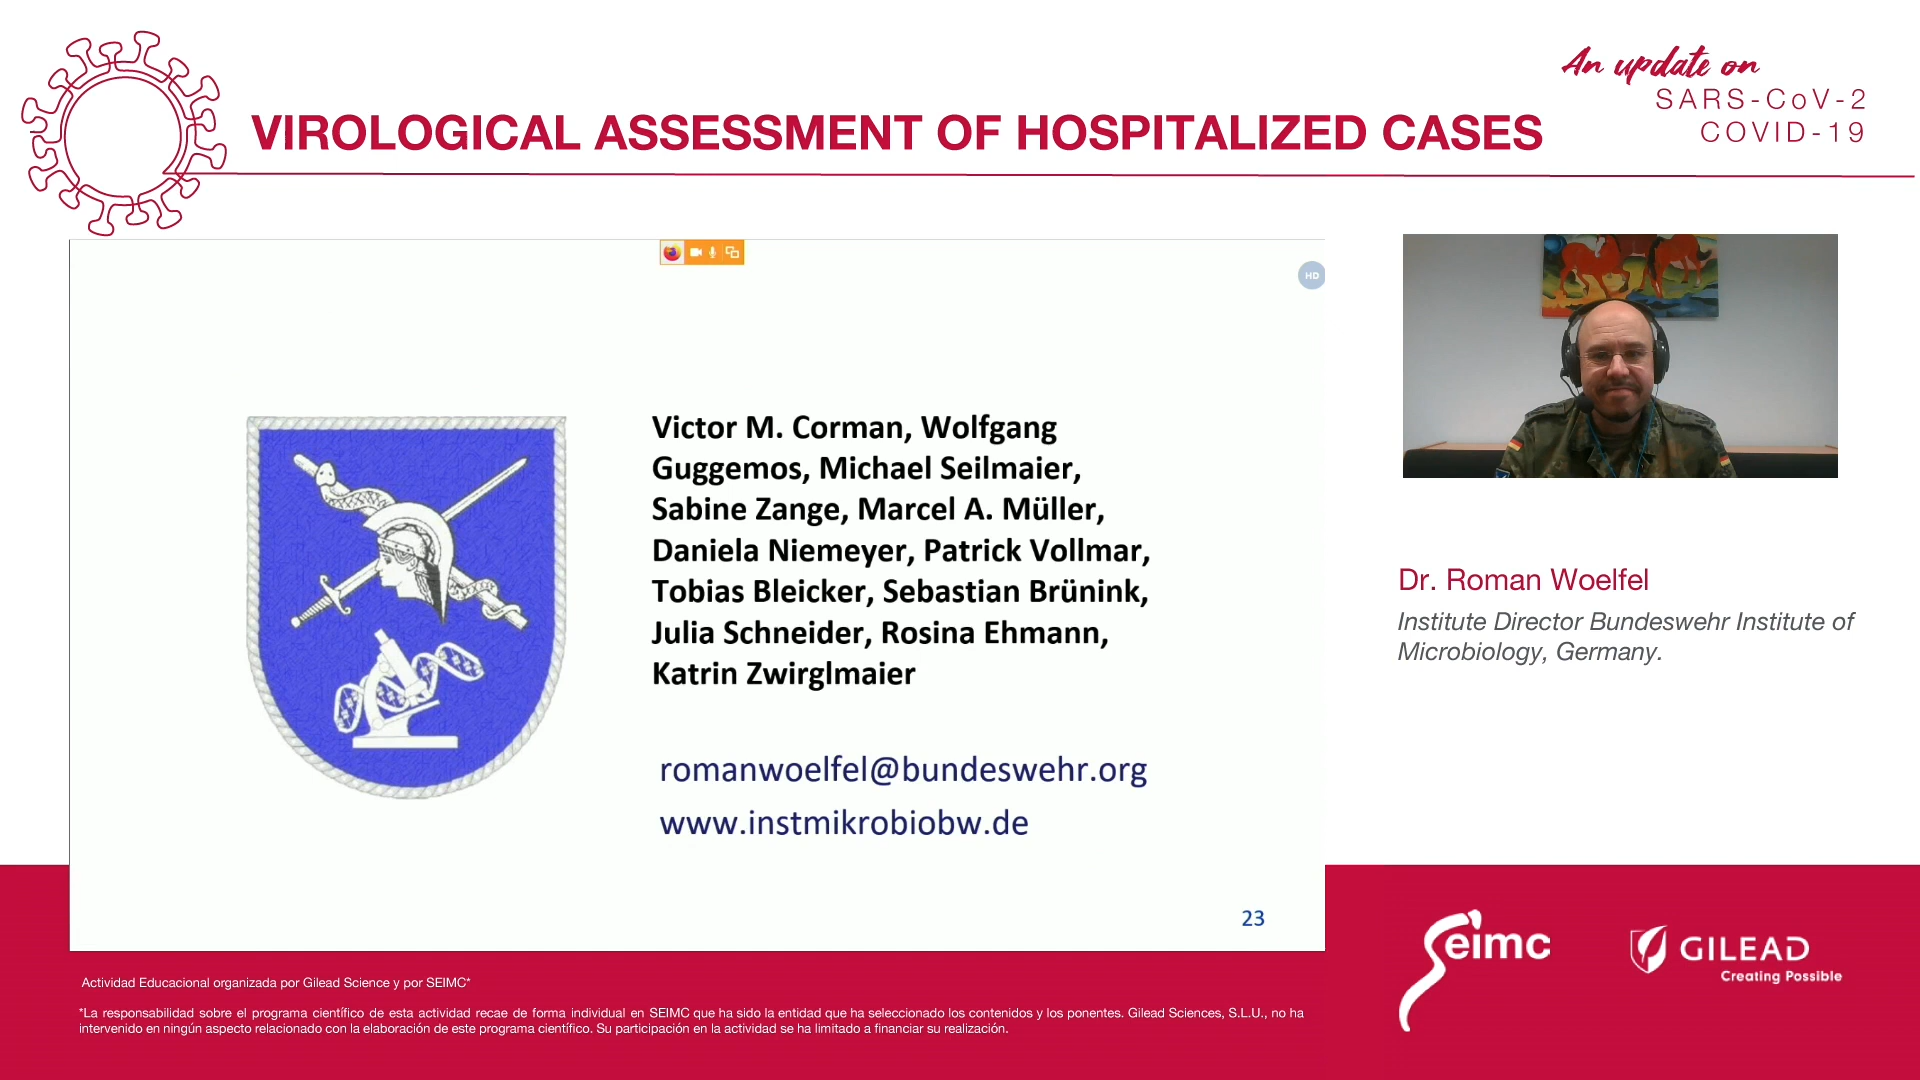 An update on
SARS-CoV-2
COVID-19
VIROLOGICAL ASSESSMENT OF HOSPITALIZED CASES
HD
Victor M. Corman, Wolfgang
Guggemos, Michael Seilmaier,
Sabine Zange, Marcel A. Müller,
Daniela Niemeyer, Patrick Vollmar,
Tobias Bleicker, Sebastian Brünink,
Julia Schneider, Rosina Ehmann,
Katrin Zwirglmaier
romanwoelfel@bundeswehr.org
www.instmikrobiobw.de
23
Dr. Roman Woelfel
Institute Director Bundeswehr Institute of
Microbiology, Germany.
Actividad Educacional organizada por Gilead Science y por SEIMC*
*La responsabilidad sobre el programa científico de esta actividad recae de forma individual en SEIMC que ha sido la entidad que ha seleccionado los contenidos y los ponentes. Gilead Sciences, S.L.U., no ha
intervenido en ningún aspecto relacionado con la elaboración de este programa científico. Su participación en la actividad se ha limitado a financiar su realización.
Seimc
GILEAD
Creating Possible